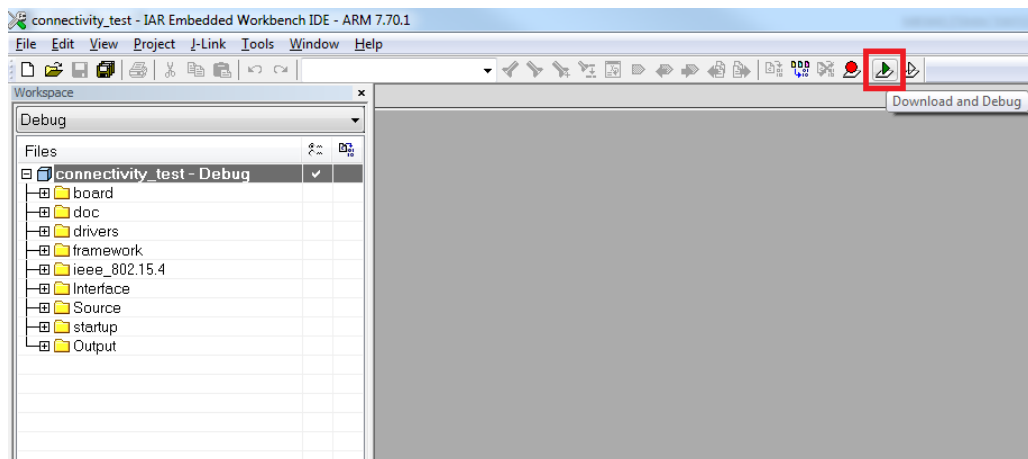 connectivity_test - IAR Embedded Workbench IDE - ARM 7.70.1
File Edit View Project J-Link Tools Window Help
Workspace
Download and Debug
Debug
Files
connectivity_test - Debug
board
doc
drivers
framework
ieee_802.15.4
Interface
Source
startup
Output